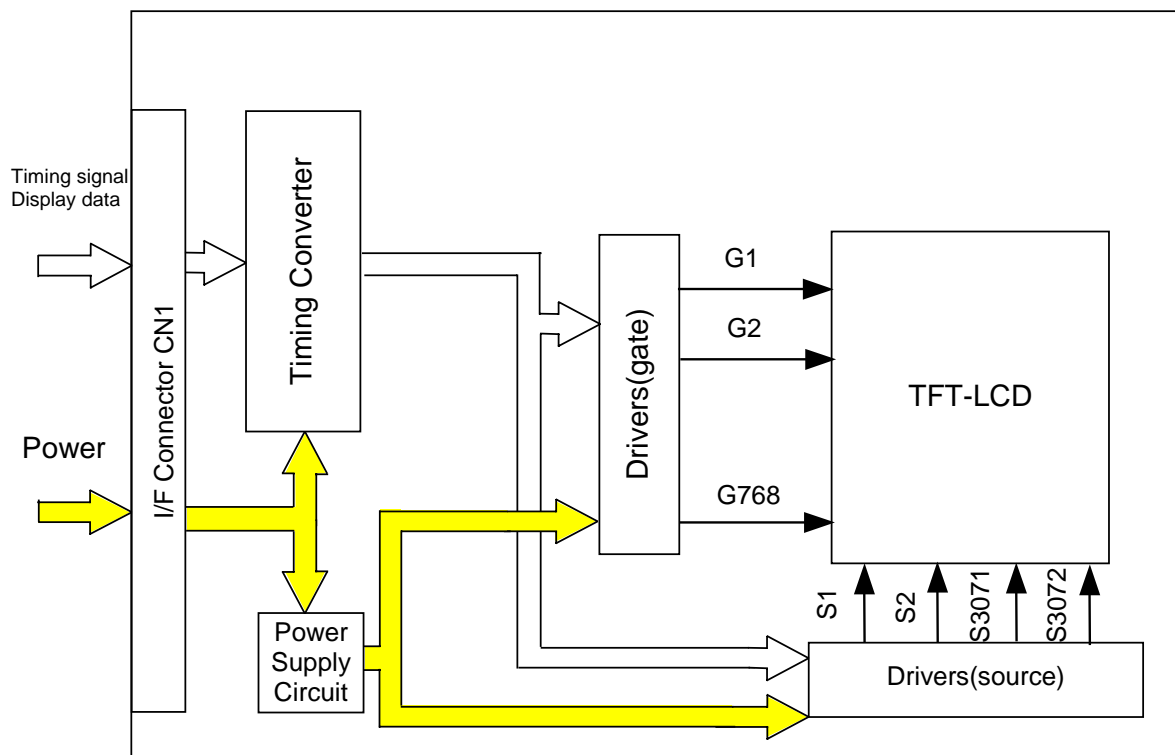 Timing signal
Display data
Power
I/F Connector CN1
Timing Converter
Power
Supply
Circuit
Drivers(gate)
G1
G2
G768
TFT-LCD
S1
S2
S3071
S3072
Drivers(source)